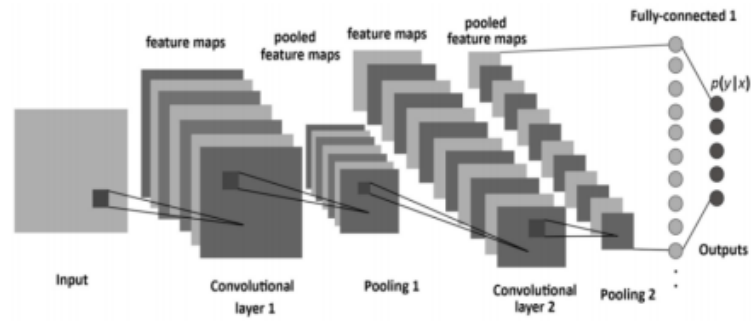 feature maps
pooled
feature maps
feature maps
pooled
feature maps
Fully-connected 1
p(y|x)
Input
Convolutional
layer 1
Pooling 1
Convolutional
layer 2
Pooling 2
Outputs